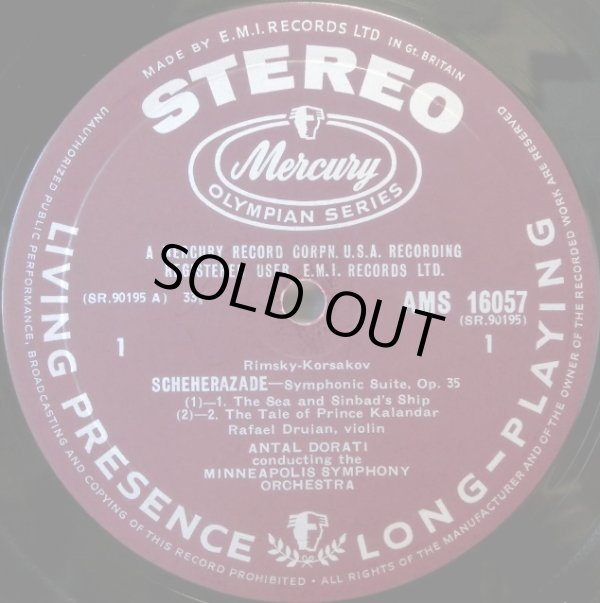 MADE BY E.M.I. RECORDS LTD IN Gt. BRITAIN
STEREO
Mercury
OLYMPIAN SERIES
A MERCURY RECORD CORPN. U.S.A. RECORDING
REGISTERED USER E.M.I. RECORDS LTD.
SOLD OUT
(SR.90195 A)
AMS 16057
(SR.90195)
1
1
Rimsky-Korsakov
SCHEHERAZADE—Symphonic Suite, Op. 35
(1)—1. The Sea and Sinbad's Ship
(2)—2. The Tale of Prince Kalandar
Rafael Druian, violin
ANTAL DORATI
conducting the
MINNEAPOLIS SYMPHONY
ORCHESTRA
LIVING PRESENCE
LONG—PLAYING
UNAUTHORIZED PUBLIC PERFORMANCE, BROADCASTING AND COPYING OF THIS RECORD PROHIBITED • ALL RIGHTS OF THE MANUFACTURER AND OF THE OWNER OF THE RECORDED WORK ARE RESERVED